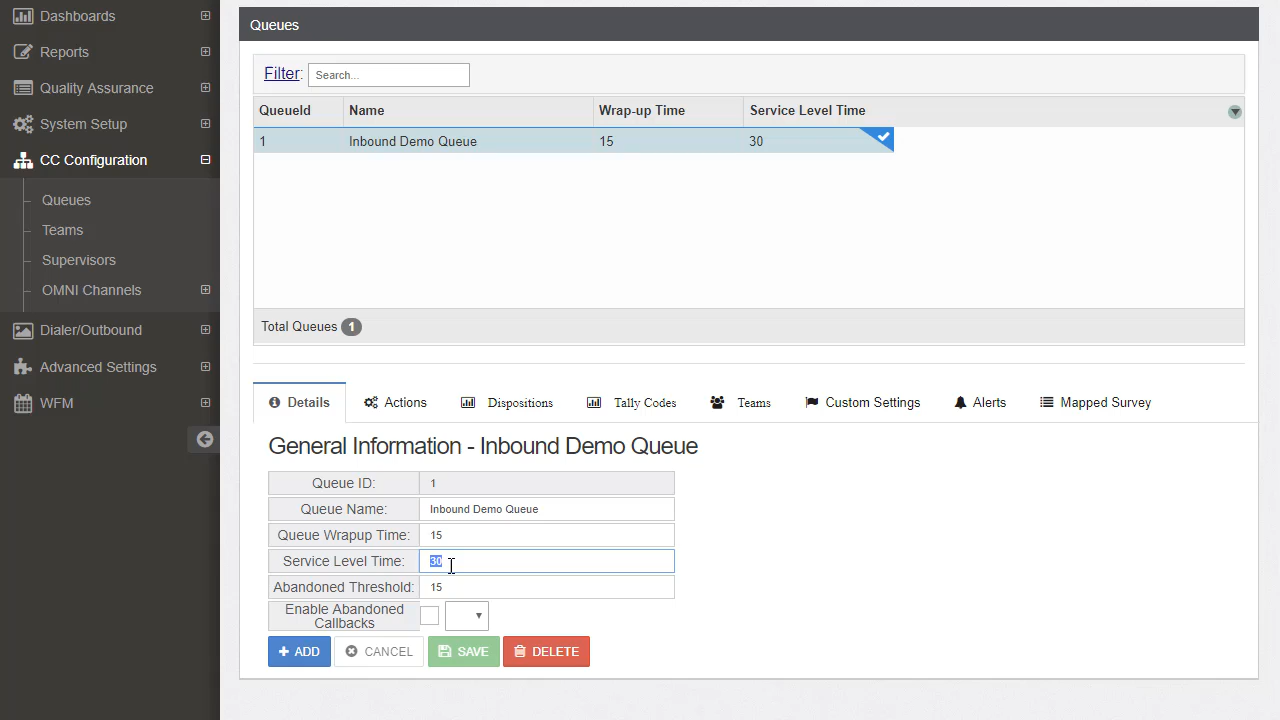 Dashboards
Reports
Quality Assurance
System Setup
CC Configuration
Queues
Teams
Supervisors
OMNI Channels
Dialer/Outbound
Advanced Settings
WFM
Queues
Filter: Search...
QueueId Name Wrap-up Time Service Level Time
1 Inbound Demo Queue 15 30
Total Queues 1
Details Actions Dispositions Tally Codes Teams Custom Settings Alerts Mapped Survey
General Information - Inbound Demo Queue
Queue ID: 1
Queue Name: Inbound Demo Queue
Queue Wrapup Time: 15
Service Level Time: 30
Abandoned Threshold: 15
Enable Abandoned
Callbacks
ADD CANCEL SAVE DELETE